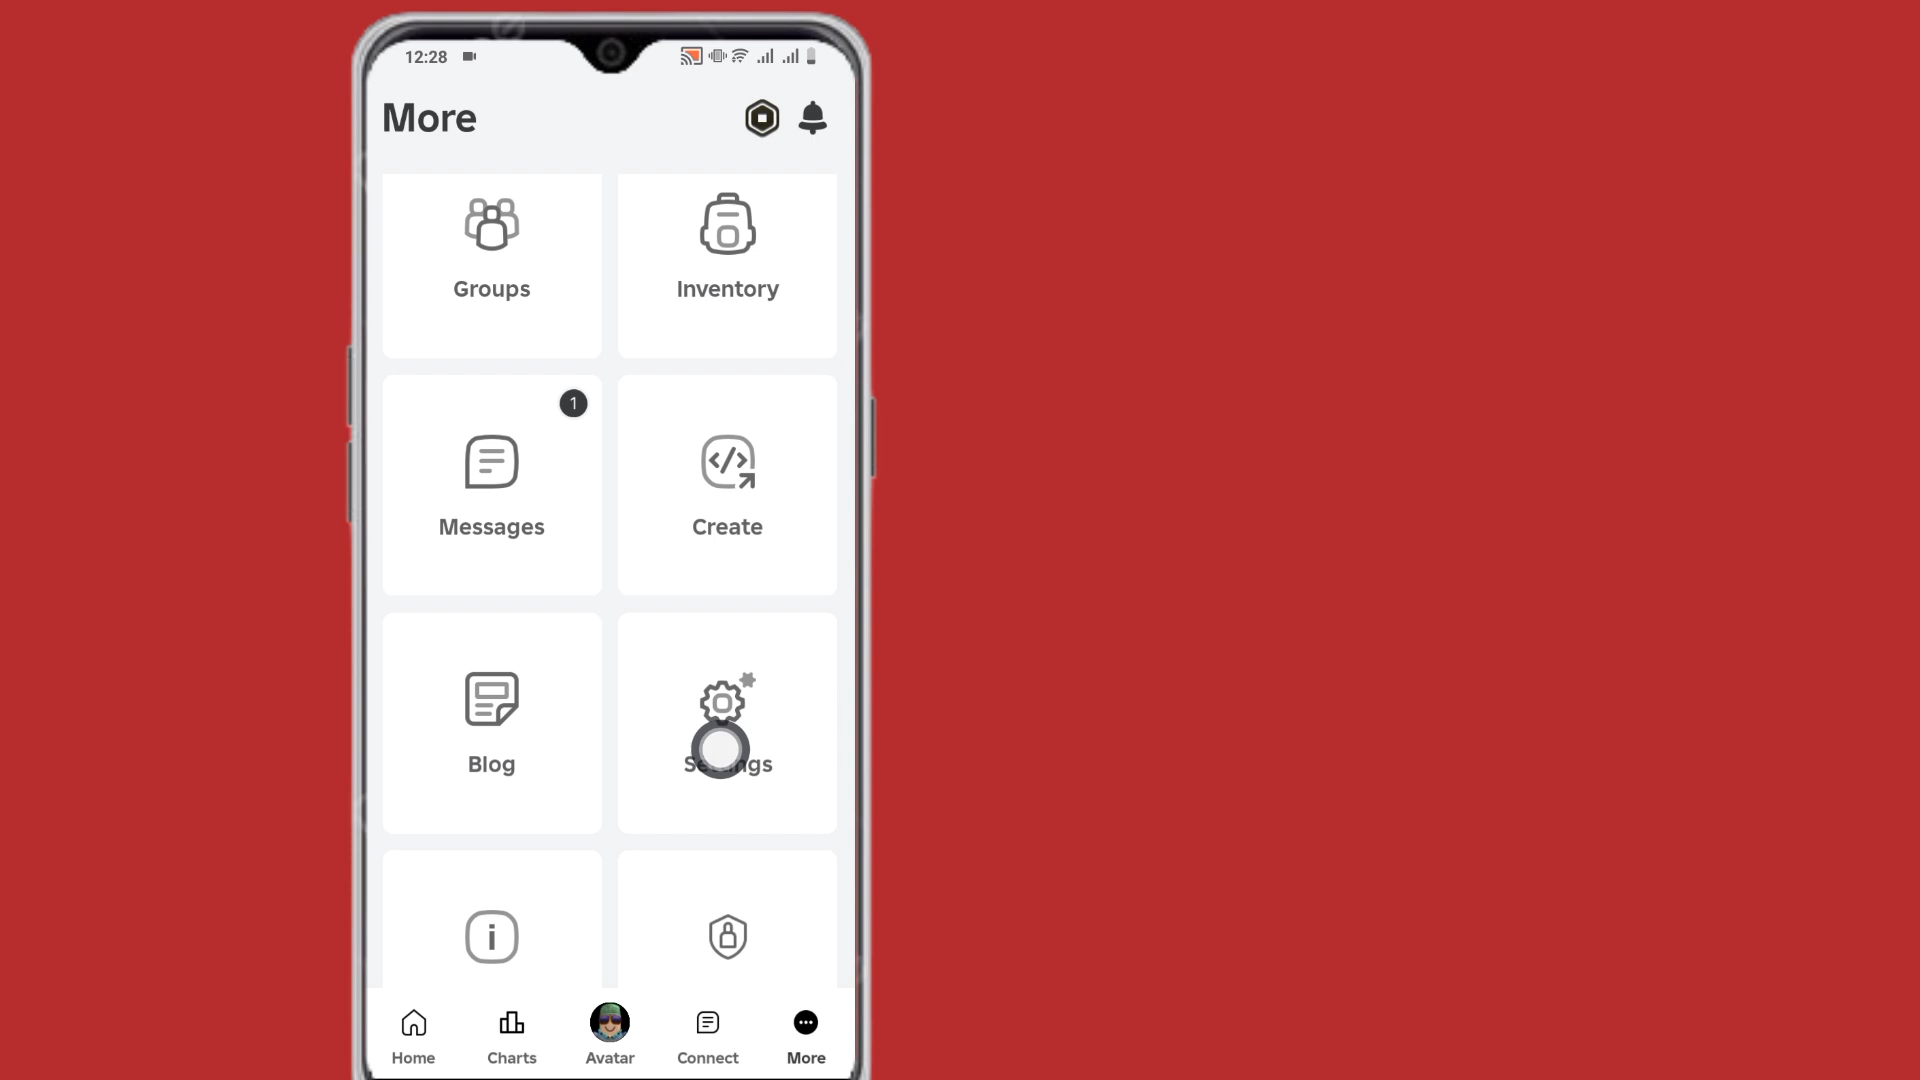 12:28
More
Groups
Inventory
1
Messages
Create
Blog
Settings
Home
Charts
Avatar
Connect
More